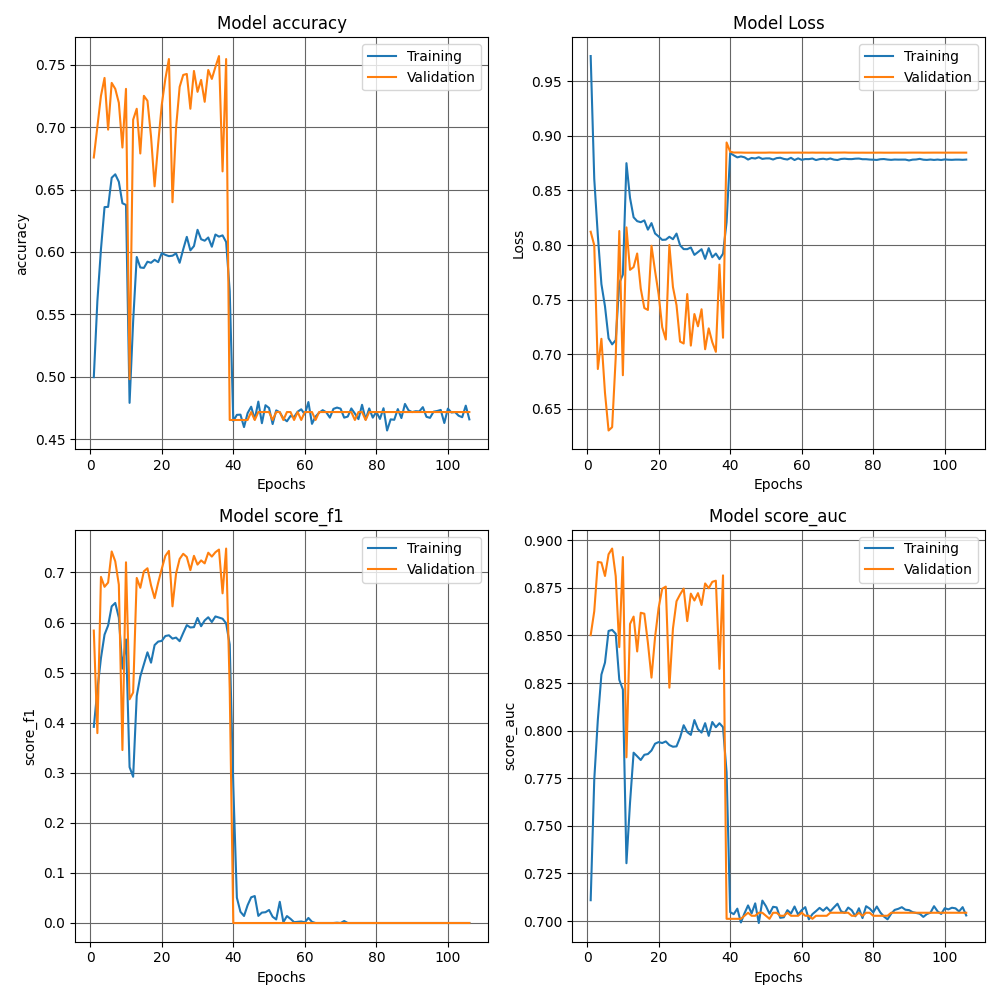 Model accuracy
Training
Validation
accuracy
0.75
0.70
0.65
0.60
0.55
0.50
0.45
0 20 40 60 80 100
Epochs
Model Loss
Training
Validation
Loss
0.95
0.90
0.85
0.80
0.75
0.70
0.65
0 20 40 60 80 100
Epochs
Model score_f1
Training
Validation
score_f1
0.7
0.6
0.5
0.4
0.3
0.2
0.1
0.0
0 20 40 60 80 100
Epochs
Model score_auc
Training
Validation
score_auc
0.900
0.875
0.850
0.825
0.800
0.775
0.750
0.725
0.700
0 20 40 60 80 100
Epochs